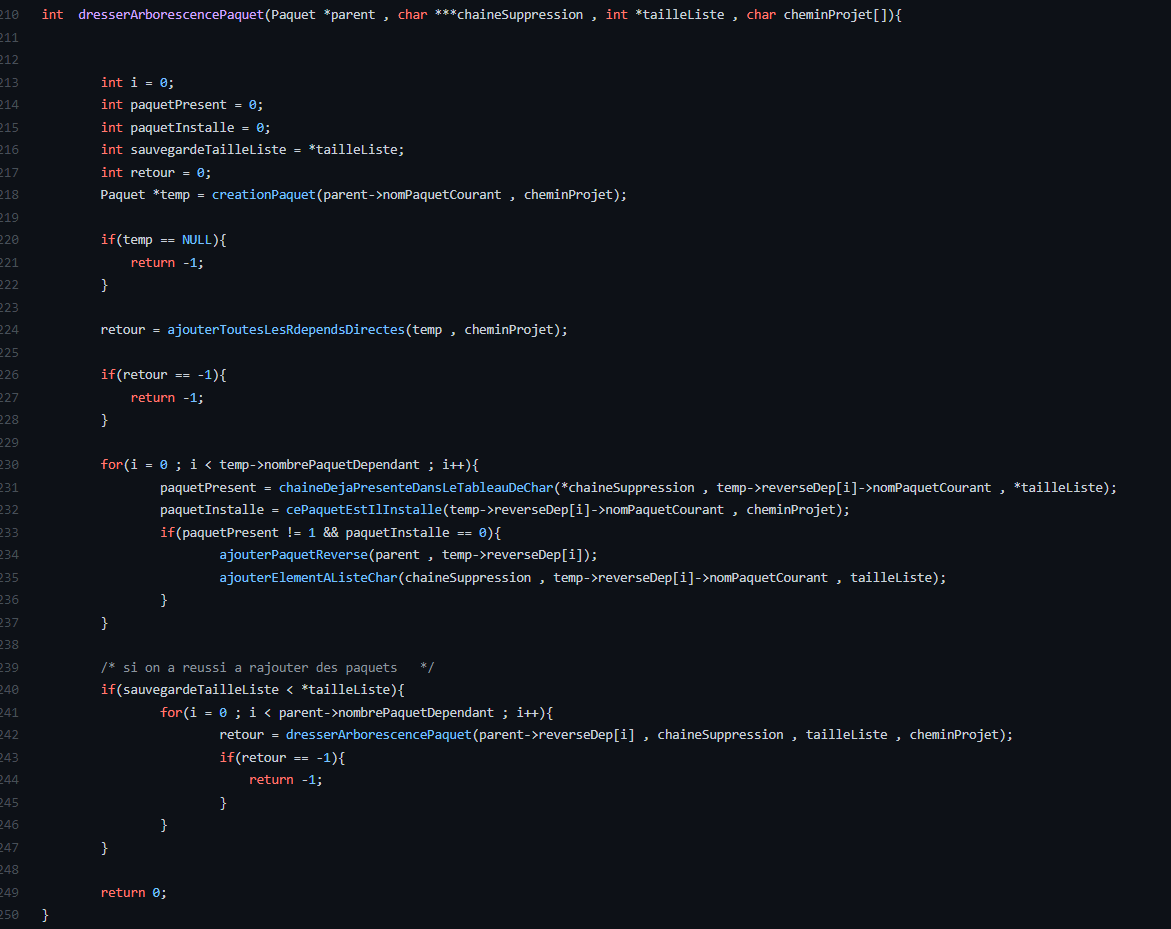 210 int  dresserArborescencePaquet(Paquet *parent , char ***chaineSuppression , int *tailleListe , char cheminProjet[]){
211
212
213         int i = 0;
214         int paquetPresent = 0;
215         int paquetInstalle = 0;
216         int sauvegardeTailleListe = *tailleListe;
217         int retour = 0;
218         Paquet *temp = creationPaquet(parent->nomPaquetCourant , cheminProjet);
219
220         if(temp == NULL){
221             return -1;
222         }
223
224         retour = ajouterToutesLesRdependsDirectes(temp , cheminProjet);
225
226         if(retour == -1){
227             return -1;
228         }
229
230         for(i = 0 ; i < temp->nombrePaquetDependant ; i++){
231                 paquetPresent = chaineDejaPresenteDansLeTableauDeChar(*chaineSuppression , temp->reverseDep[i]->nomPaquetCourant , *tailleListe);
232                 paquetInstalle = cePaquetEstIlInstalle(temp->reverseDep[i]->nomPaquetCourant , cheminProjet);
233                 if(paquetPresent != 1 && paquetInstalle == 0){
234                         ajouterPaquetReverse(parent , temp->reverseDep[i]);
235                         ajouterElementAListeChar(chaineSuppression , temp->reverseDep[i]->nomPaquetCourant , tailleListe);
236                 }
237         }
238
239         /* si on a reussi a rajouter des paquets   */
240         if(sauvegardeTailleListe < *tailleListe){
241                 for(i = 0 ; i < parent->nombrePaquetDependant ; i++){
242                         retour = dresserArborescencePaquet(parent->reverseDep[i] , chaineSuppression , tailleListe , cheminProjet);
243                         if(retour == -1){
244                             return -1;
245                         }
246                 }
247         }
248
249         return 0;
250 }